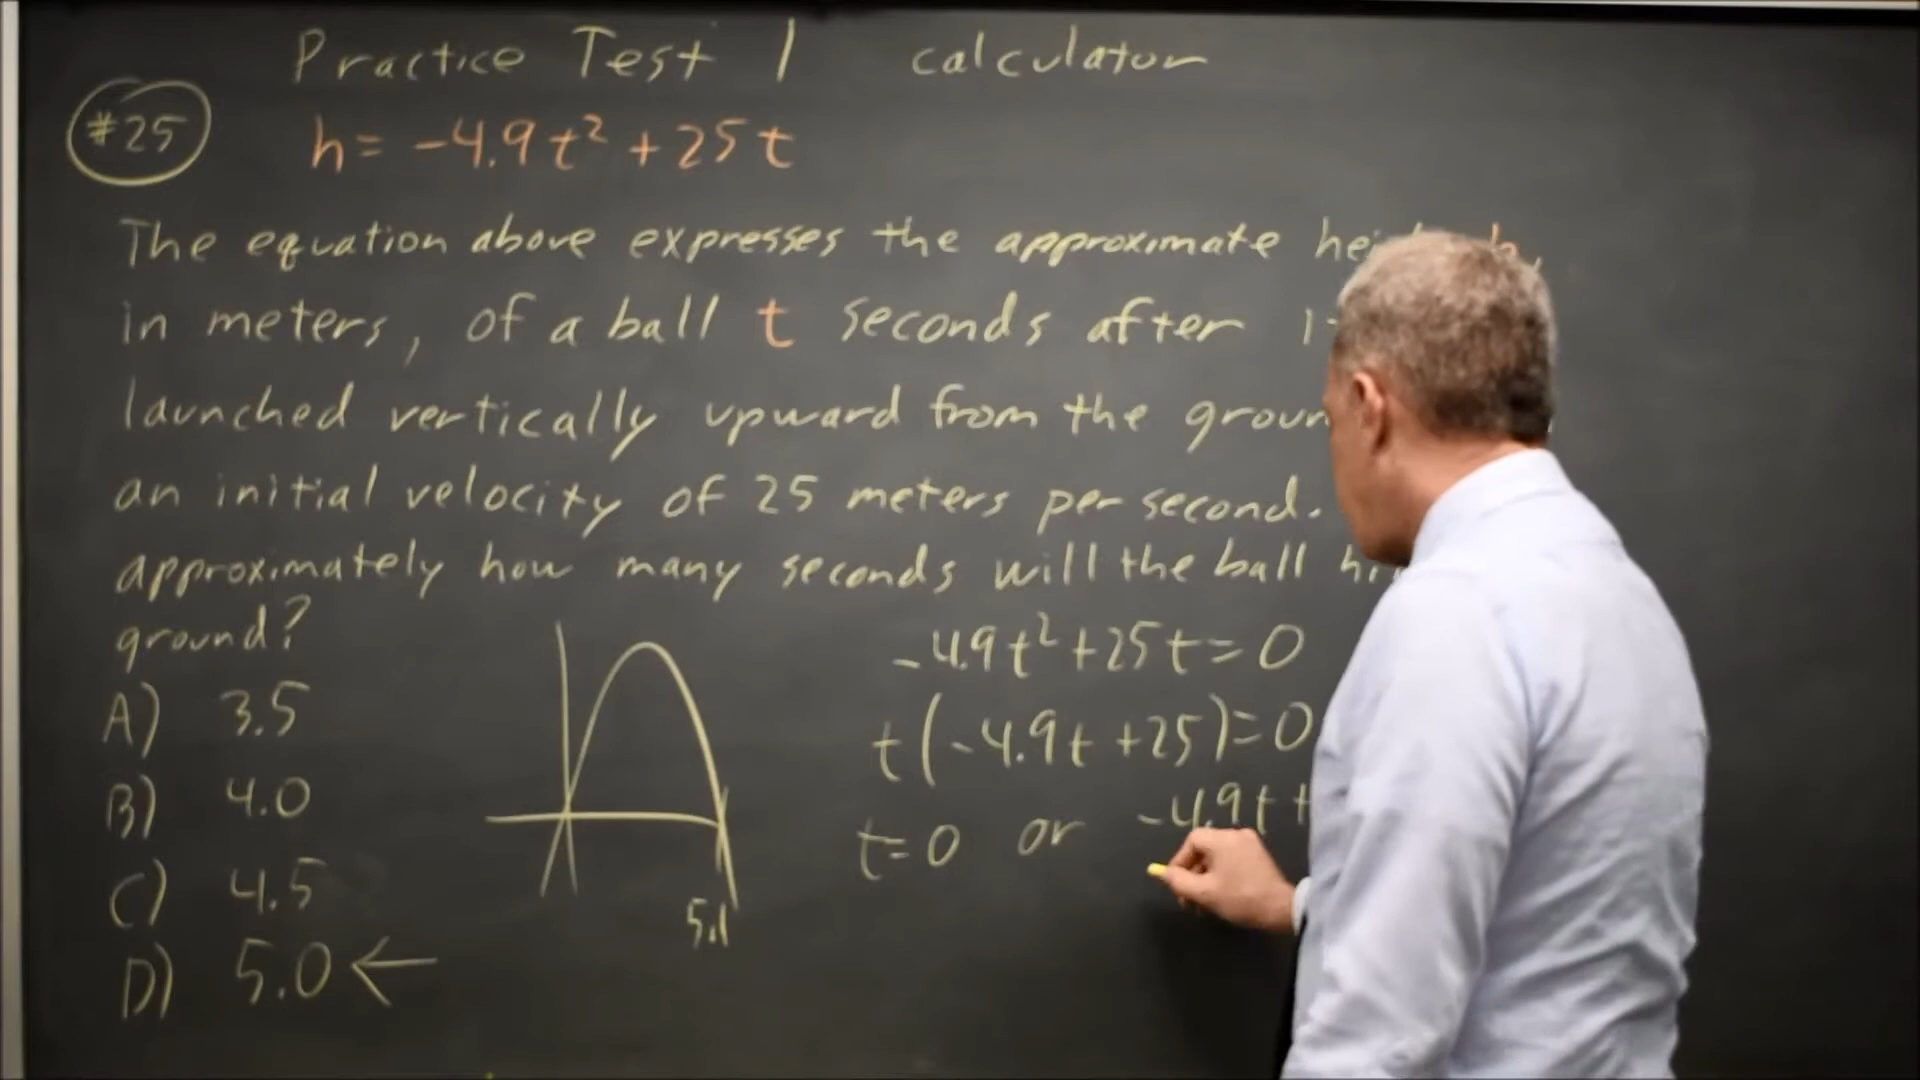 Practice Test 1 calculator
#25
h = -4.9t² + 25t
The equation above expresses the approximate
in meters, of a ball t seconds after
launched vertically upward from the
an initial velocity of 25 meters per second.
approximately how many seconds will the ball
ground?
A) 3.5
B) 4.0
C) 4.5
D) 5.0 ←
5.1
-4.9t² + 25t = 0
t(-4.9t + 25) = 0
t = 0 or -4.9t +